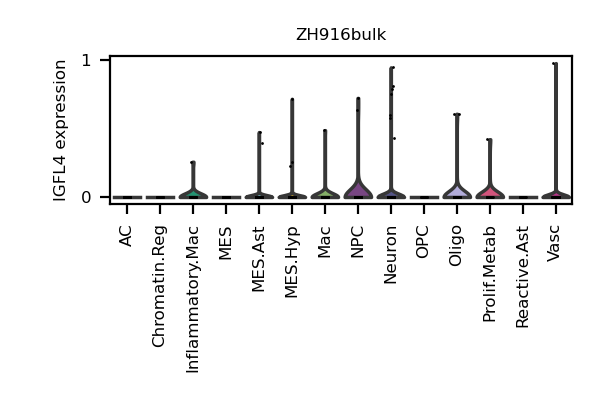 ZH916bulk
IGFL4 expression
1
0
AC
Chromatin.Reg
Inflammatory.Mac
MES
MES.Ast
MES.Hyp
Mac
NPC
Neuron
OPC
Oligo
Prolif.Metab
Reactive.Ast
Vasc